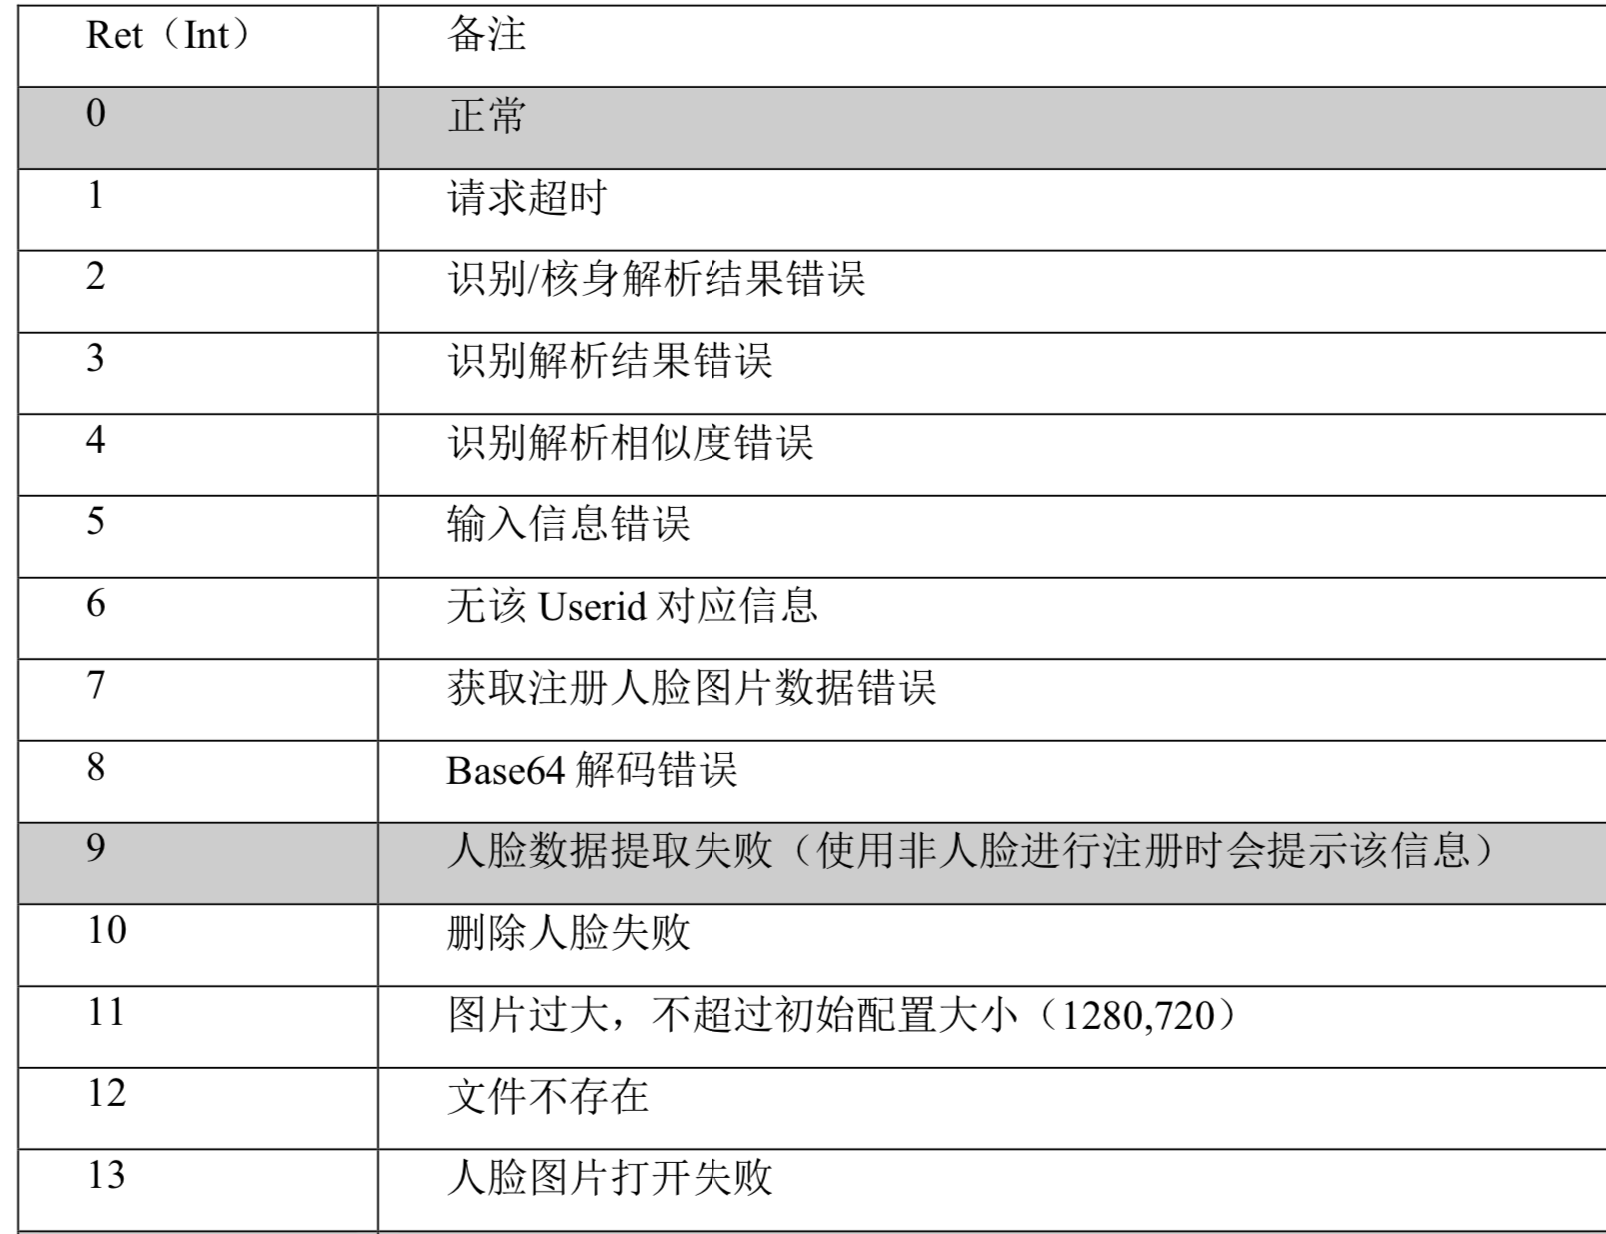 Ret（Int） 备注
0 正常
1 请求超时
2 识别/核身解析结果错误
3 识别解析结果错误
4 识别解析相似度错误
5 输入信息错误
6 无该 Userid 对应信息
7 获取注册人脸图片数据错误
8 Base64 解码错误
9 人脸数据提取失败（使用非人脸进行注册时会提示该信息）
10 删除人脸失败
11 图片过大，不超过初始配置大小（1280,720）
12 文件不存在
13 人脸图片打开失败